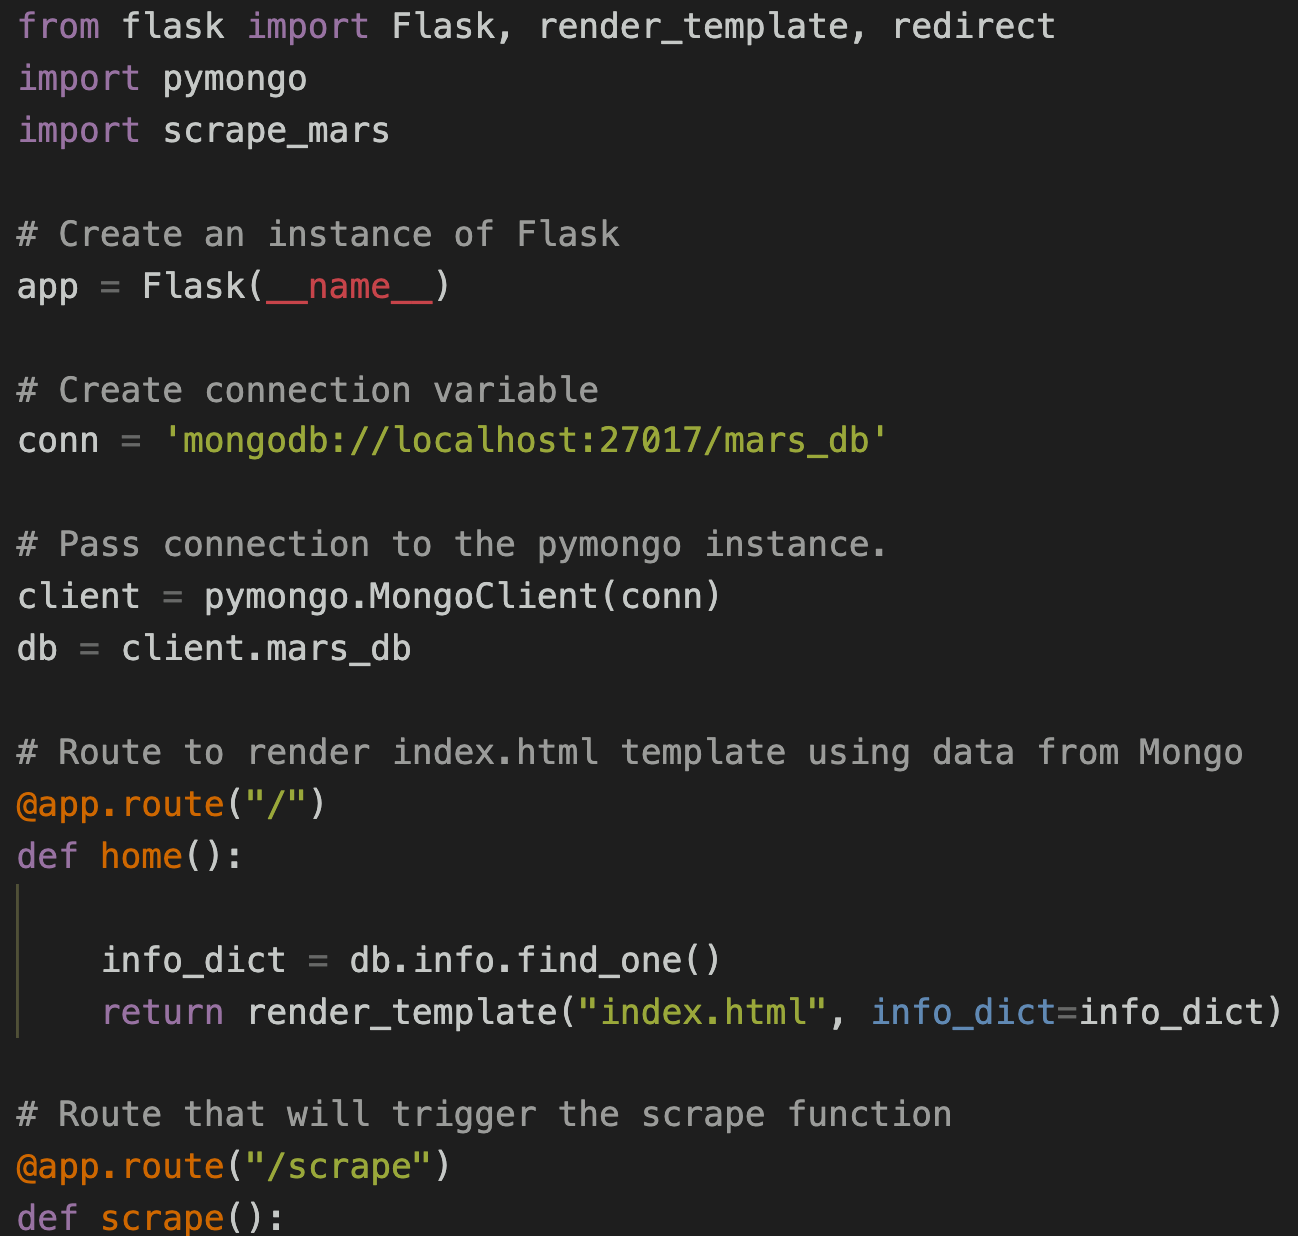 from flask import Flask, render_template, redirect
import pymongo
import scrape_mars
# Create an instance of Flask
app = Flask(__name__)
# Create connection variable
conn = 'mongodb://localhost:27017/mars_db'
# Pass connection to the pymongo instance.
client = pymongo.MongoClient(conn)
db = client.mars_db
# Route to render index.html template using data from Mongo
@app.route("/")
def home():
    info_dict = db.info.find_one()
    return render_template("index.html", info_dict=info_dict)
# Route that will trigger the scrape function
@app.route("/scrape")
def scrape():